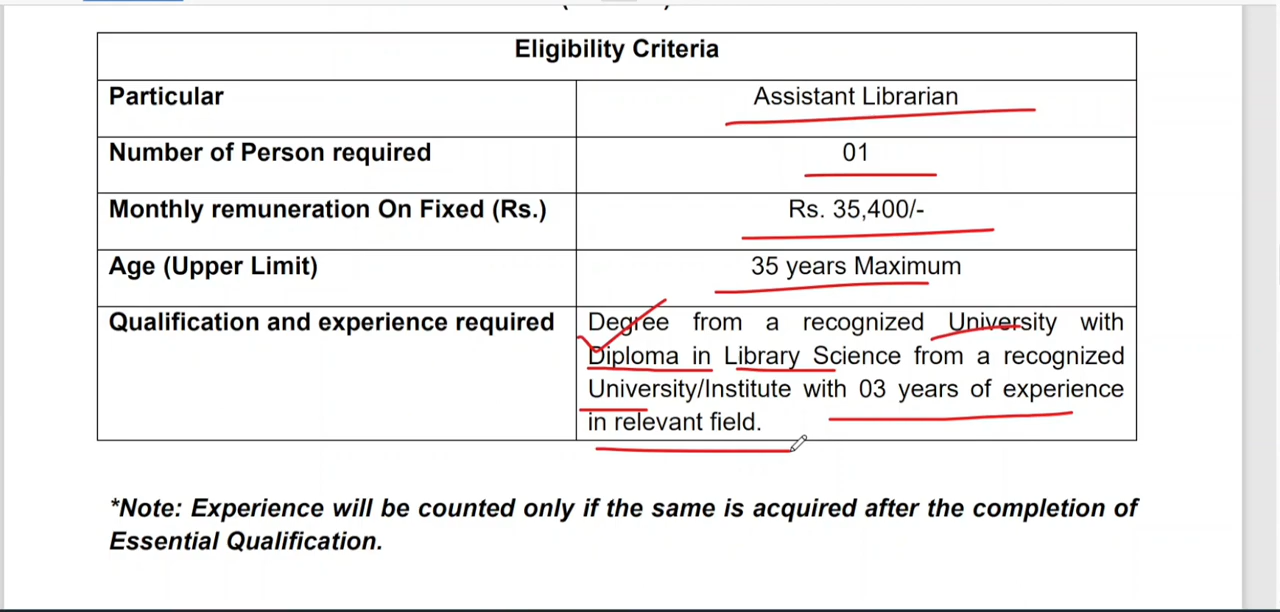 Eligibility Criteria
Particular
Assistant Librarian
Number of Person required
01
Monthly remuneration On Fixed (Rs.)
Rs. 35,400/-
Age (Upper Limit)
35 years Maximum
Qualification and experience required
Degree from a recognized University with
Diploma in Library Science from a recognized
University/Institute with 03 years of experience
in relevant field.
*Note: Experience will be counted only if the same is acquired after the completion of
Essential Qualification.